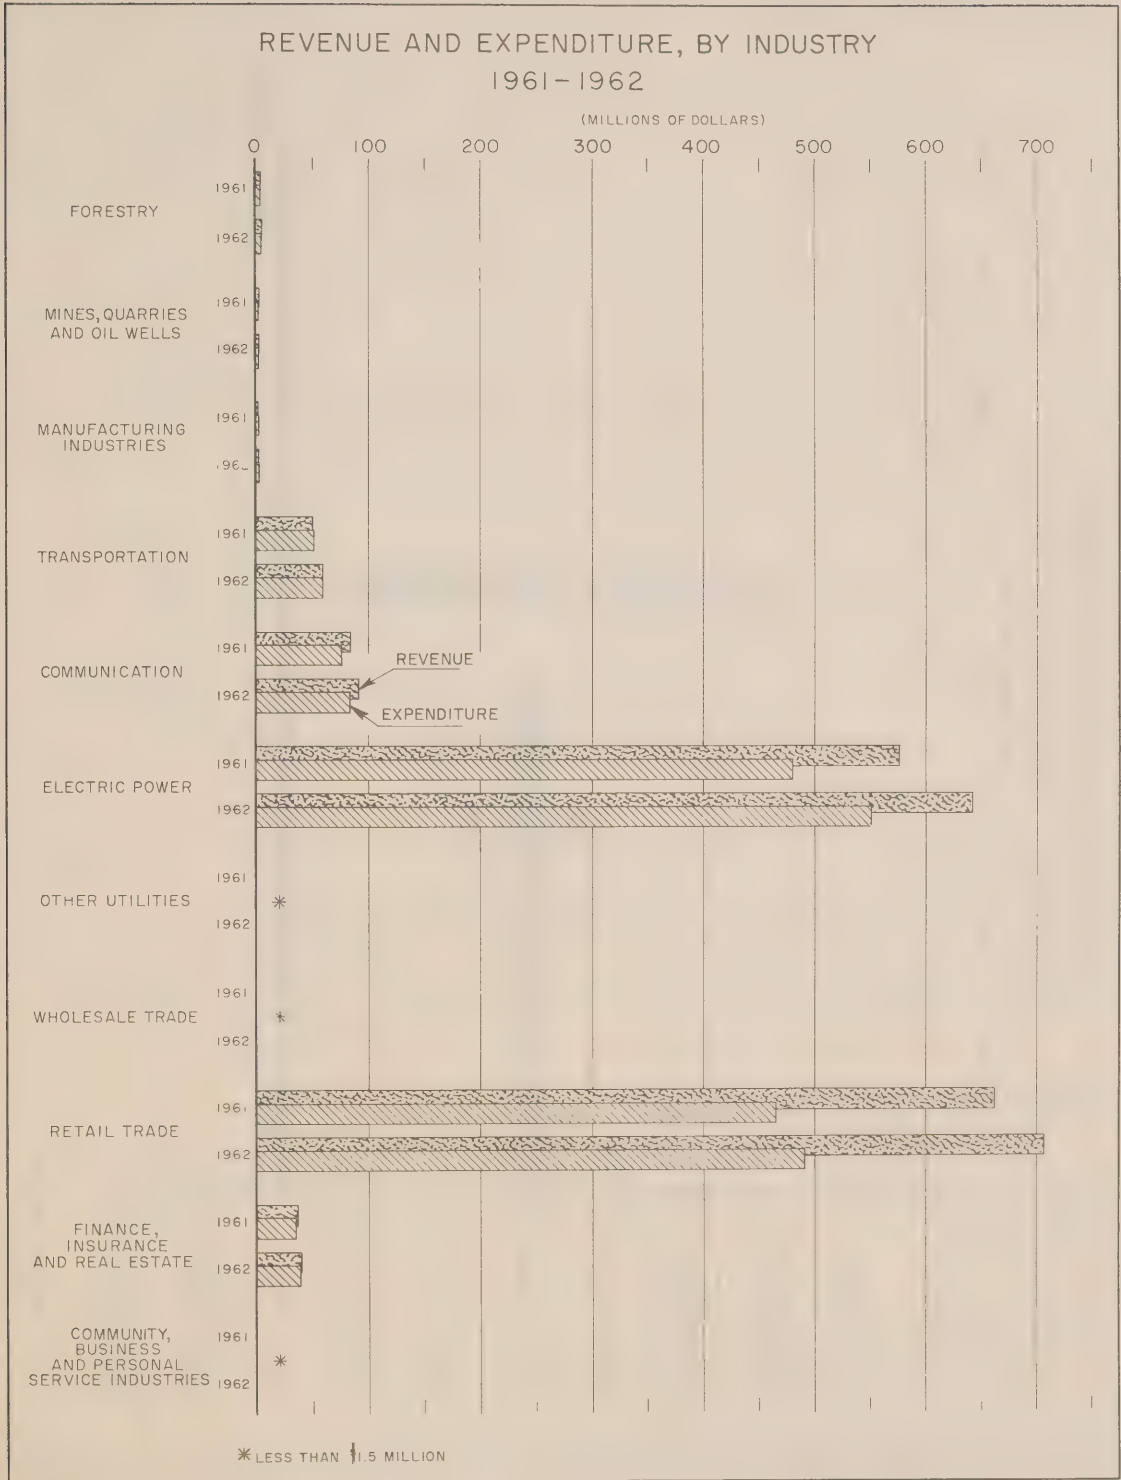 REVENUE AND EXPENDITURE, BY INDUSTRY
1961-1962
(MILLIONS OF DOLLARS)
0 100 200 300 400 500 600 700
1961
FORESTRY
1962
1961
MINES, QUARRIES
AND OIL WELLS
1962
1961
MANUFACTURING
INDUSTRIES
1961
TRANSPORTATION
1962
1961
REVENUE
COMMUNICATION
1962
EXPENDITURE
1961
ELECTRIC POWER
1962
1961
OTHER UTILITIES
*
1962
1961
WHOLESALE TRADE
*
1962
1961
RETAIL TRADE
1962
1961
FINANCE,
INSURANCE
AND REAL ESTATE
1962
1961
COMMUNITY,
BUSINESS
AND PERSONAL
*
SERVICE INDUSTRIES
1962
* LESS THAN $1.5 MILLION